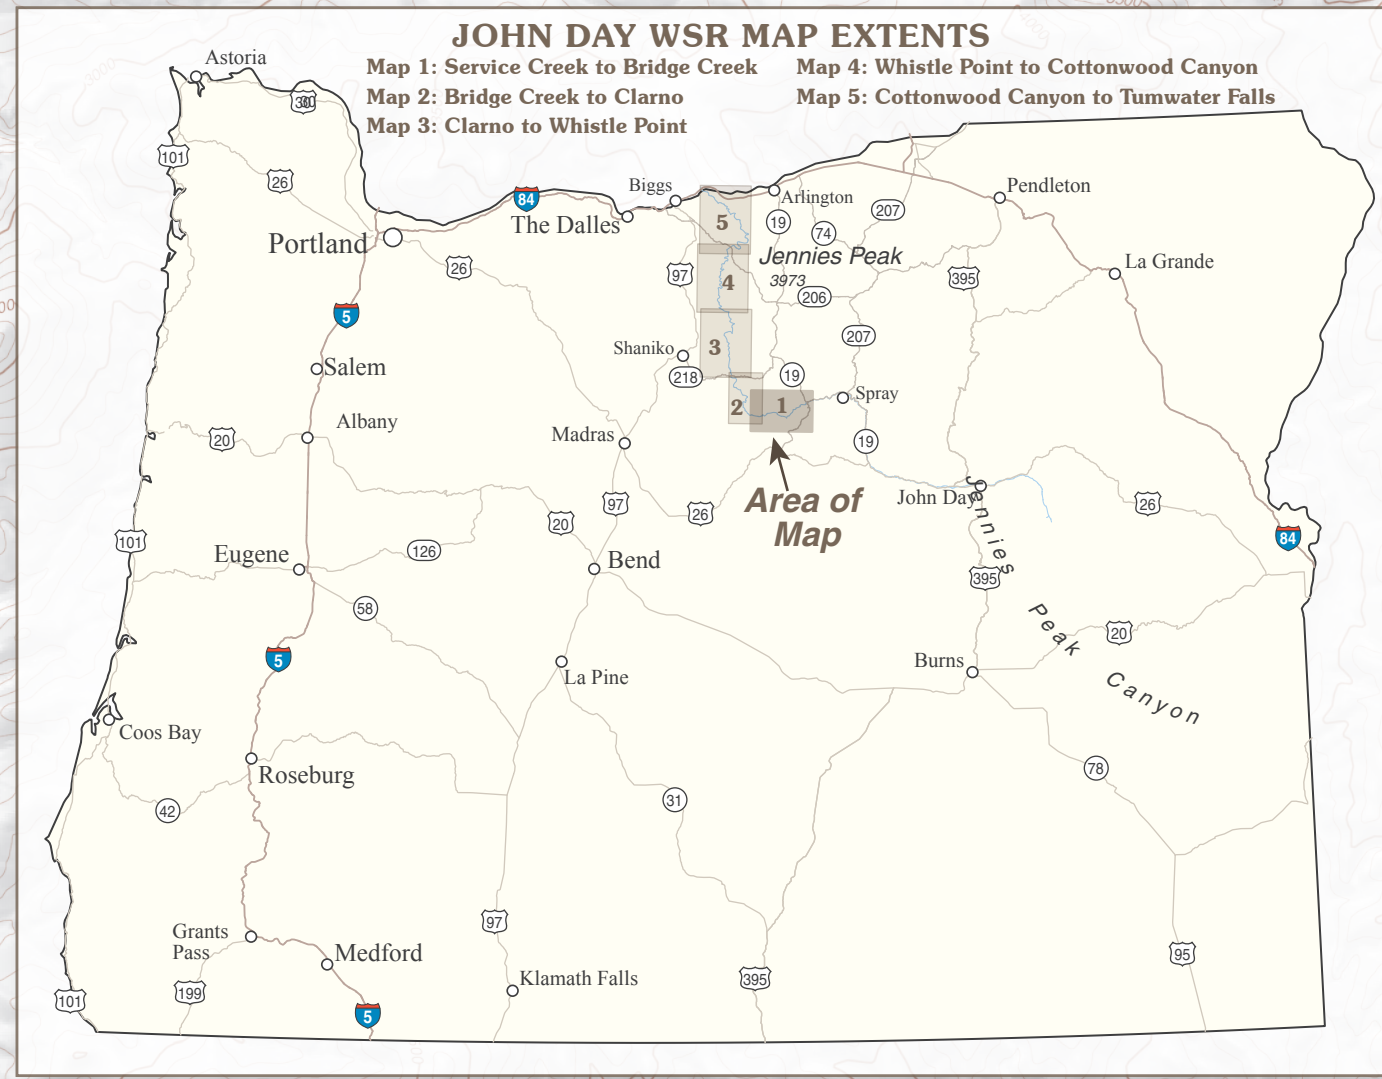 JOHN DAY WSR MAP EXTENTS
Map 1: Service Creek to Bridge Creek
Map 2: Bridge Creek to Clarno
Map 3: Clarno to Whistle Point
Map 4: Whistle Point to Cottonwood Canyon
Map 5: Cottonwood Canyon to Tumwater Falls
Astoria
30
30
101
26
84
Biggs
Arlington
Pendleton
The Dalles
5
19
207
74
Portland
26
97
Jennies Peak
3973
4
206
395
La Grande
5
Shaniko
3
207
Salem
218
19
2
1
Spray
Albany
20
Madras
19
Area of
Map
97
26
John Day
26
101
20
84
Eugene
126
Bend
Jennies
Peak
Canyon
395
58
20
5
Burns
La Pine
Coos Bay
Roseburg
78
42
31
Grants
Pass
97
Medford
95
Klamath Falls
395
101
199
5
3000
4000
3500
00